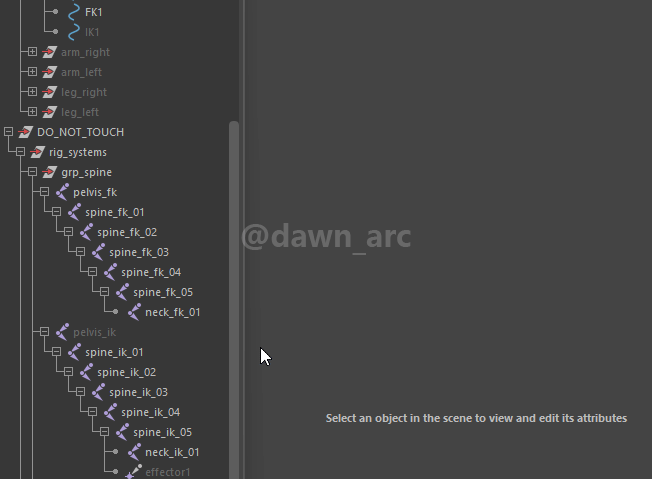 FK1
IK1
arm_right
arm_left
leg_right
leg_left
DO_NOT_TOUCH
rig_systems
grp_spine
pelvis_fk
spine_fk_01
spine_fk_02
@dawn_arc
spine_fk_03
spine_fk_04
spine_fk_05
neck_fk_01
pelvis_ik
spine_ik_01
spine_ik_02
spine_ik_03
spine_ik_04
Select an object in the scene to view and edit its attributes
spine_ik_05
neck_ik_01
effector1